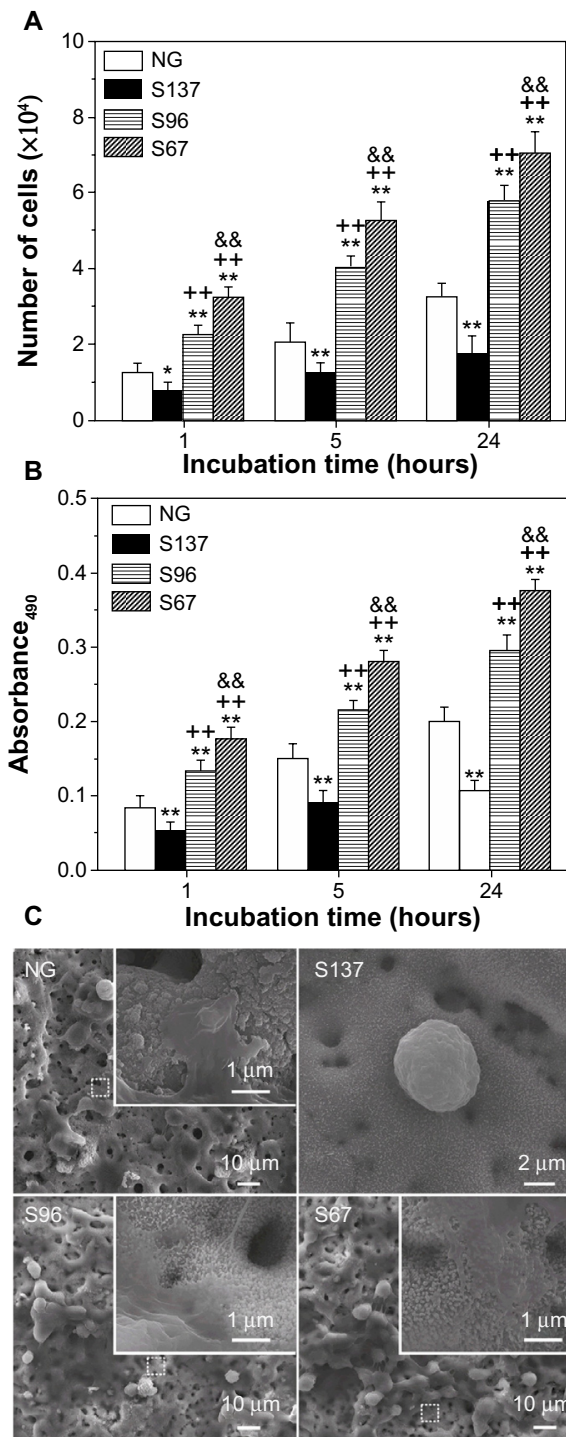 A
10
8
6
4
2
0
Number of cells (×10⁴)
NG
S137
S96
S67
*
++
**
&&
++
**
**
++
**
&&
++
**
**
++
**
&&
++
**
1
5
24
Incubation time (hours)
B
0.5
0.4
0.3
0.2
0.1
0.0
Absorbance₄₉₀
NG
S137
S96
S67
**
++
**
&&
++
**
**
++
**
&&
++
**
**
++
**
&&
++
**
1
5
24
Incubation time (hours)
C
NG
1 μm
10 μm
S137
2 μm
S96
1 μm
10 μm
S67
1 μm
10 μm